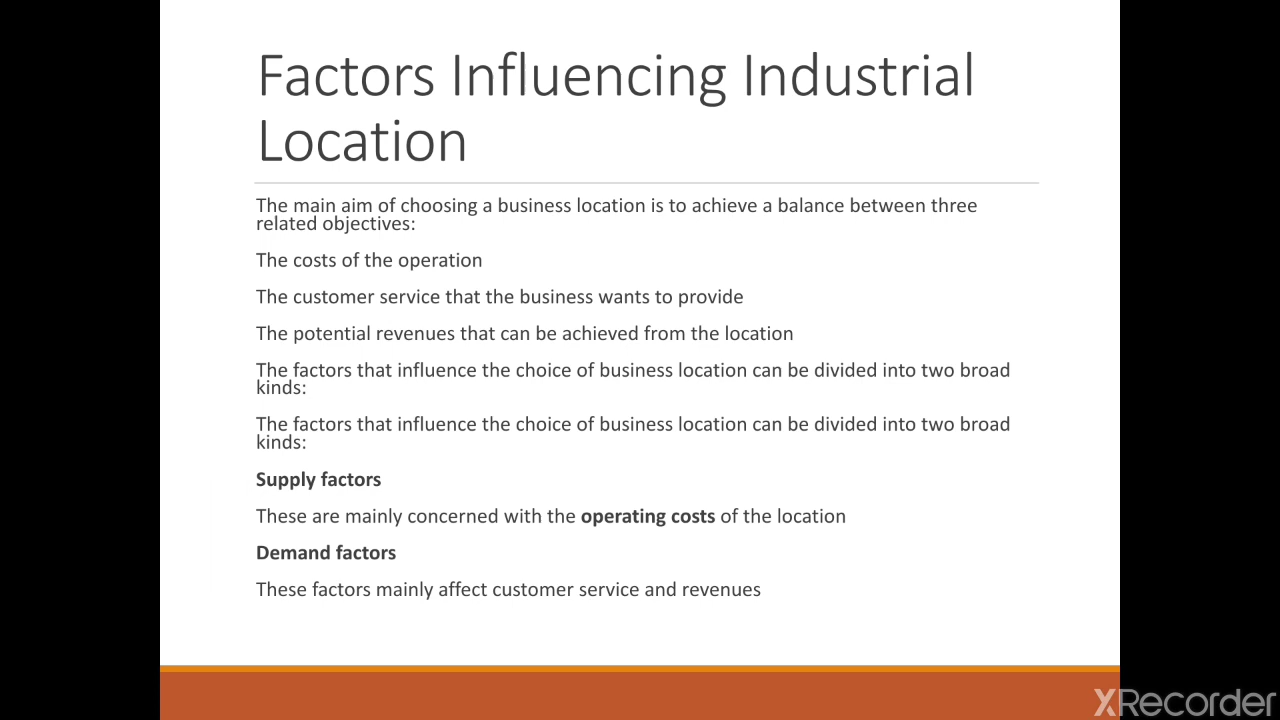 Factors Influencing Industrial
Location
The main aim of choosing a business location is to achieve a balance between three
related objectives:
The costs of the operation
The customer service that the business wants to provide
The potential revenues that can be achieved from the location
The factors that influence the choice of business location can be divided into two broad
kinds:
The factors that influence the choice of business location can be divided into two broad
kinds:
Supply factors
These are mainly concerned with the operating costs of the location
Demand factors
These factors mainly affect customer service and revenues
XRecorder